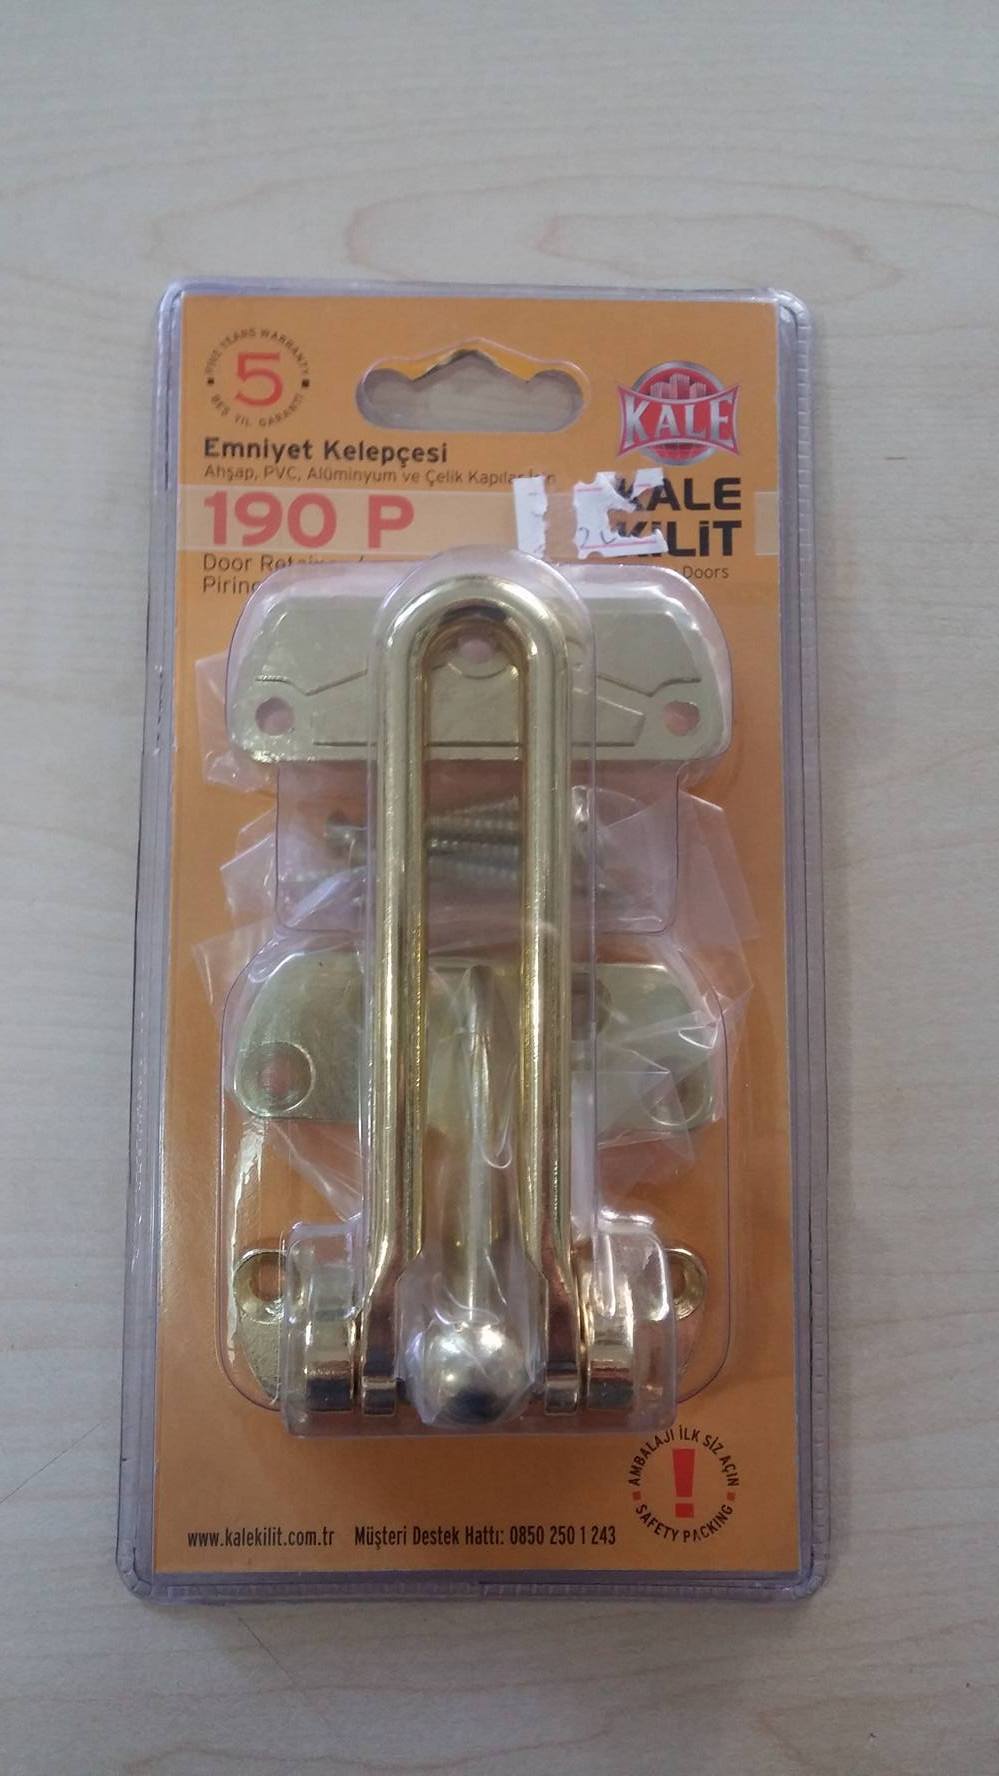 FIVE YEARS WARRANTY
5
BEŞ YIL GARANTİ
KALE
Emniyet Kelepçesi
Ahşap, PVC, Alüminyum ve Çelik Kapılar İçin
190 P
KALE
KİLİT
Door
Doors
www.kalekilit.com.tr Müşteri Destek Hattı: 0850 250 1 243
AMBALAJI İLK SİZ AÇIN
!
SAFETY PACKING